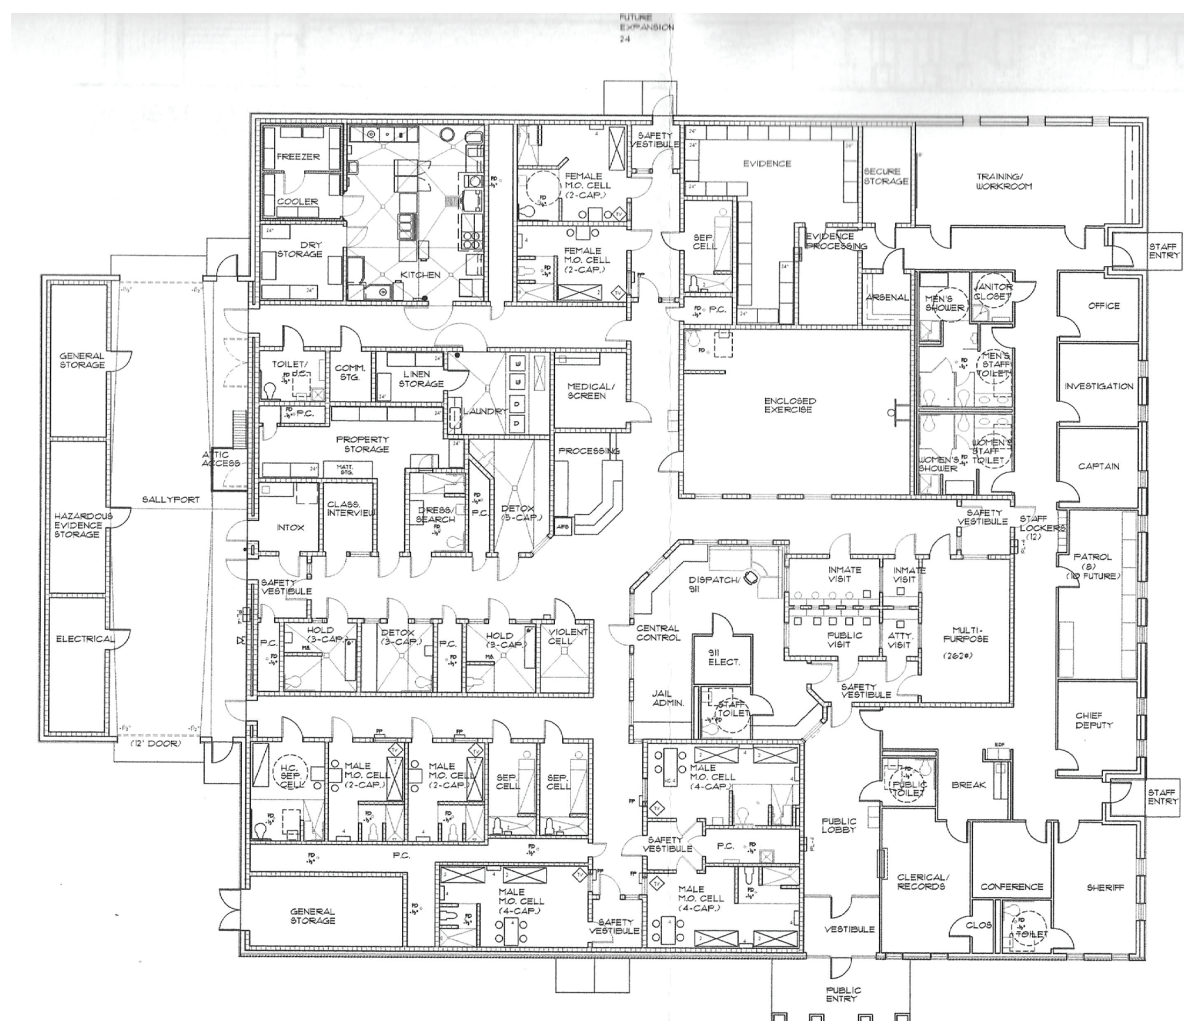 FUTURE
EXPANSION
24
FREEZER
COOLER
DRY
STORAGE
KITCHEN
FEMALE
M.O. CELL
(2-CAP.)
FEMALE
M.O. CELL
(2-CAP.)
SAFETY
VESTIBULE
EVIDENCE
SECURE
STORAGE
TRAINING/
WORKROOM
SEP.
CELL
EVIDENCE
PROCESSING
P.C.
ARSENAL
MEN'S
SHOWER
JANITOR
CLOSET
STAFF
ENTRY
OFFICE
GENERAL
STORAGE
TOILET/
J.C.
COMM.
STG.
LINEN
STORAGE
LAUNDRY
MEDICAL/
SCREEN
ENCLOSED
EXERCISE
MEN'S
STAFF
TOILET
INVESTIGATION
P.C.
PROPERTY
STORAGE
MATT.
STG.
PROCESSING
WOMEN'S
SHOWER
WOMEN'S
STAFF
TOILET
CAPTAIN
ATTIC
ACCESS
SALLYPORT
HAZARDOUS
EVIDENCE
STORAGE
INTOX
CLASS.
INTERVIEW
DRESS/
SEARCH
P.C.
DETOX
(5-CAP.)
AFIS
SAFETY
VESTIBULE
STAFF
LOCKERS
(12)
PATROL
(8)
(10 FUTURE)
SAFETY
VESTIBULE
DISPATCH/
911
INMATE
VISIT
INMATE
VISIT
ELECTRICAL
P.C.
HOLD
(3-CAP.)
DETOX
(3-CAP.)
P.C.
HOLD
(3-CAP.)
VIOLENT
CELL
CENTRAL
CONTROL
911
ELECT.
PUBLIC
VISIT
ATTY.
VISIT
MULTI-
PURPOSE
(262#)
JAIL
ADMIN.
STAFF
TOILET
SAFETY
VESTIBULE
CHIEF
DEPUTY
(12' DOOR)
H.C.
SEP.
CELL
MALE
M.O. CELL
(2-CAP.)
MALE
M.O. CELL
(2-CAP.)
SEP.
CELL
SEP.
CELL
MALE
M.O. CELL
(4-CAP.)
PUBLIC
TOILET
BREAK
STAFF
ENTRY
PUBLIC
LOBBY
P.C.
SAFETY
VESTIBULE
P.C.
GENERAL
STORAGE
MALE
M.O. CELL
(4-CAP.)
SAFETY
VESTIBULE
MALE
M.O. CELL
(4-CAP.)
CLERICAL/
RECORDS
CONFERENCE
SHERIFF
CLOS
TOILET
VESTIBULE
PUBLIC
ENTRY